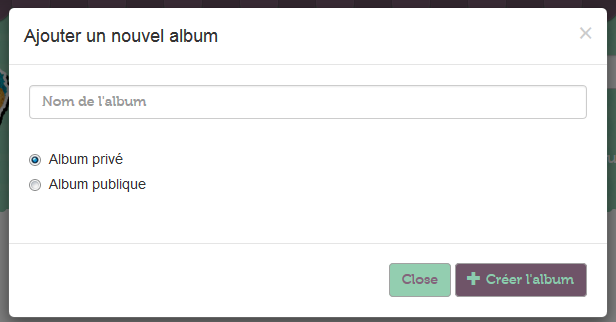 Ajouter un nouvel album
×
Nom de l'album
Album privé
Album publique
Close
Créer l'album